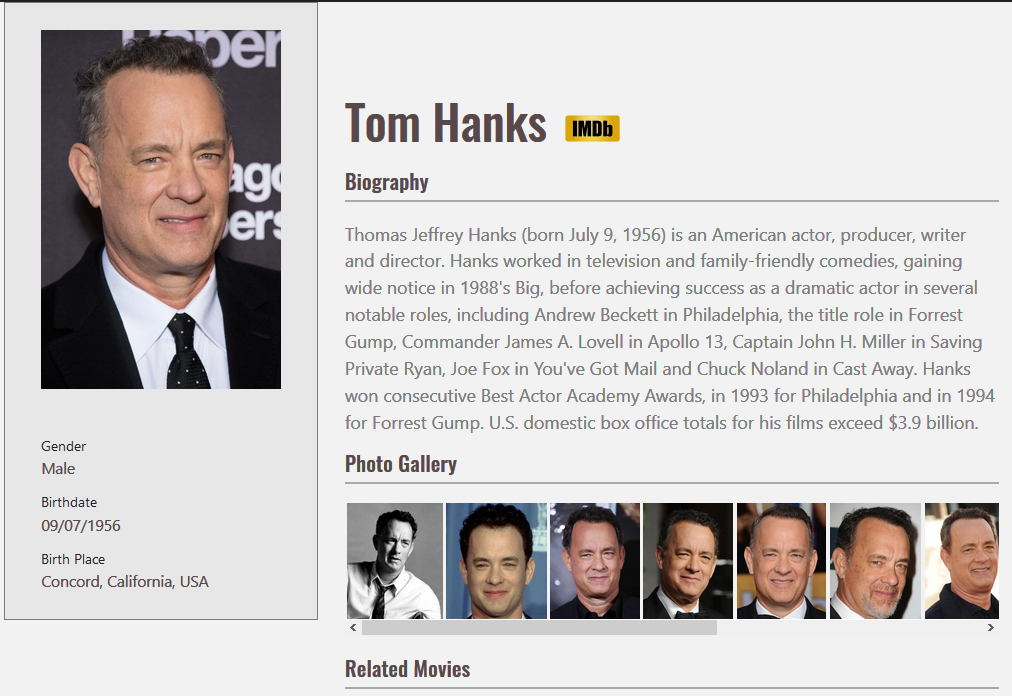 Tom Hanks IMDb
Biography
Thomas Jeffrey Hanks (born July 9, 1956) is an American actor, producer, writer
and director. Hanks worked in television and family-friendly comedies, gaining
wide notice in 1988's Big, before achieving success as a dramatic actor in several
notable roles, including Andrew Beckett in Philadelphia, the title role in Forrest
Gump, Commander James A. Lovell in Apollo 13, Captain John H. Miller in Saving
Private Ryan, Joe Fox in You've Got Mail and Chuck Noland in Cast Away. Hanks
won consecutive Best Actor Academy Awards, in 1993 for Philadelphia and in 1994
for Forrest Gump. U.S. domestic box office totals for his films exceed $3.9 billion.
Gender
Male
Birthdate
09/07/1956
Birth Place
Concord, California, USA
Photo Gallery
Related Movies